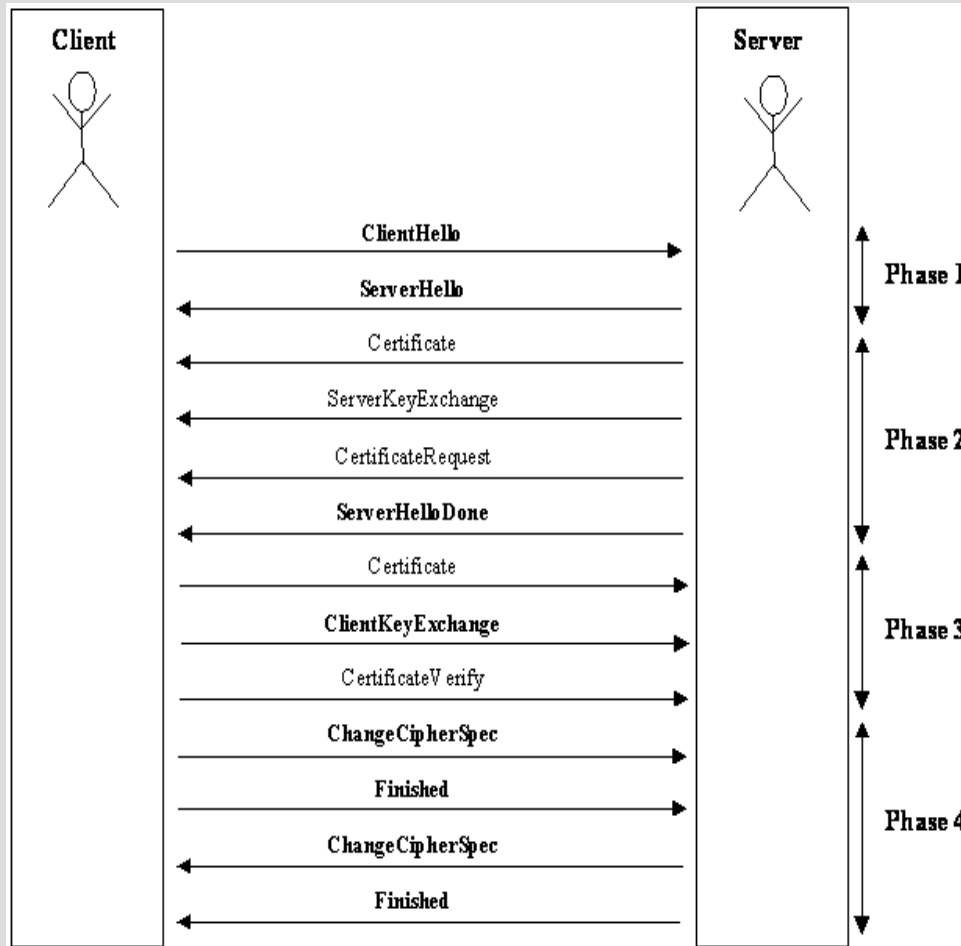 Client
Server
ClientHello
Phase 1
ServerHello
Certificate
ServerKeyExchange
Phase 2
CertificateRequest
ServerHelloDone
Certificate
ClientKeyExchange
Phase 3
CertificateVerify
ChangeCipherSpec
Finished
Phase 4
ChangeCipherSpec
Finished